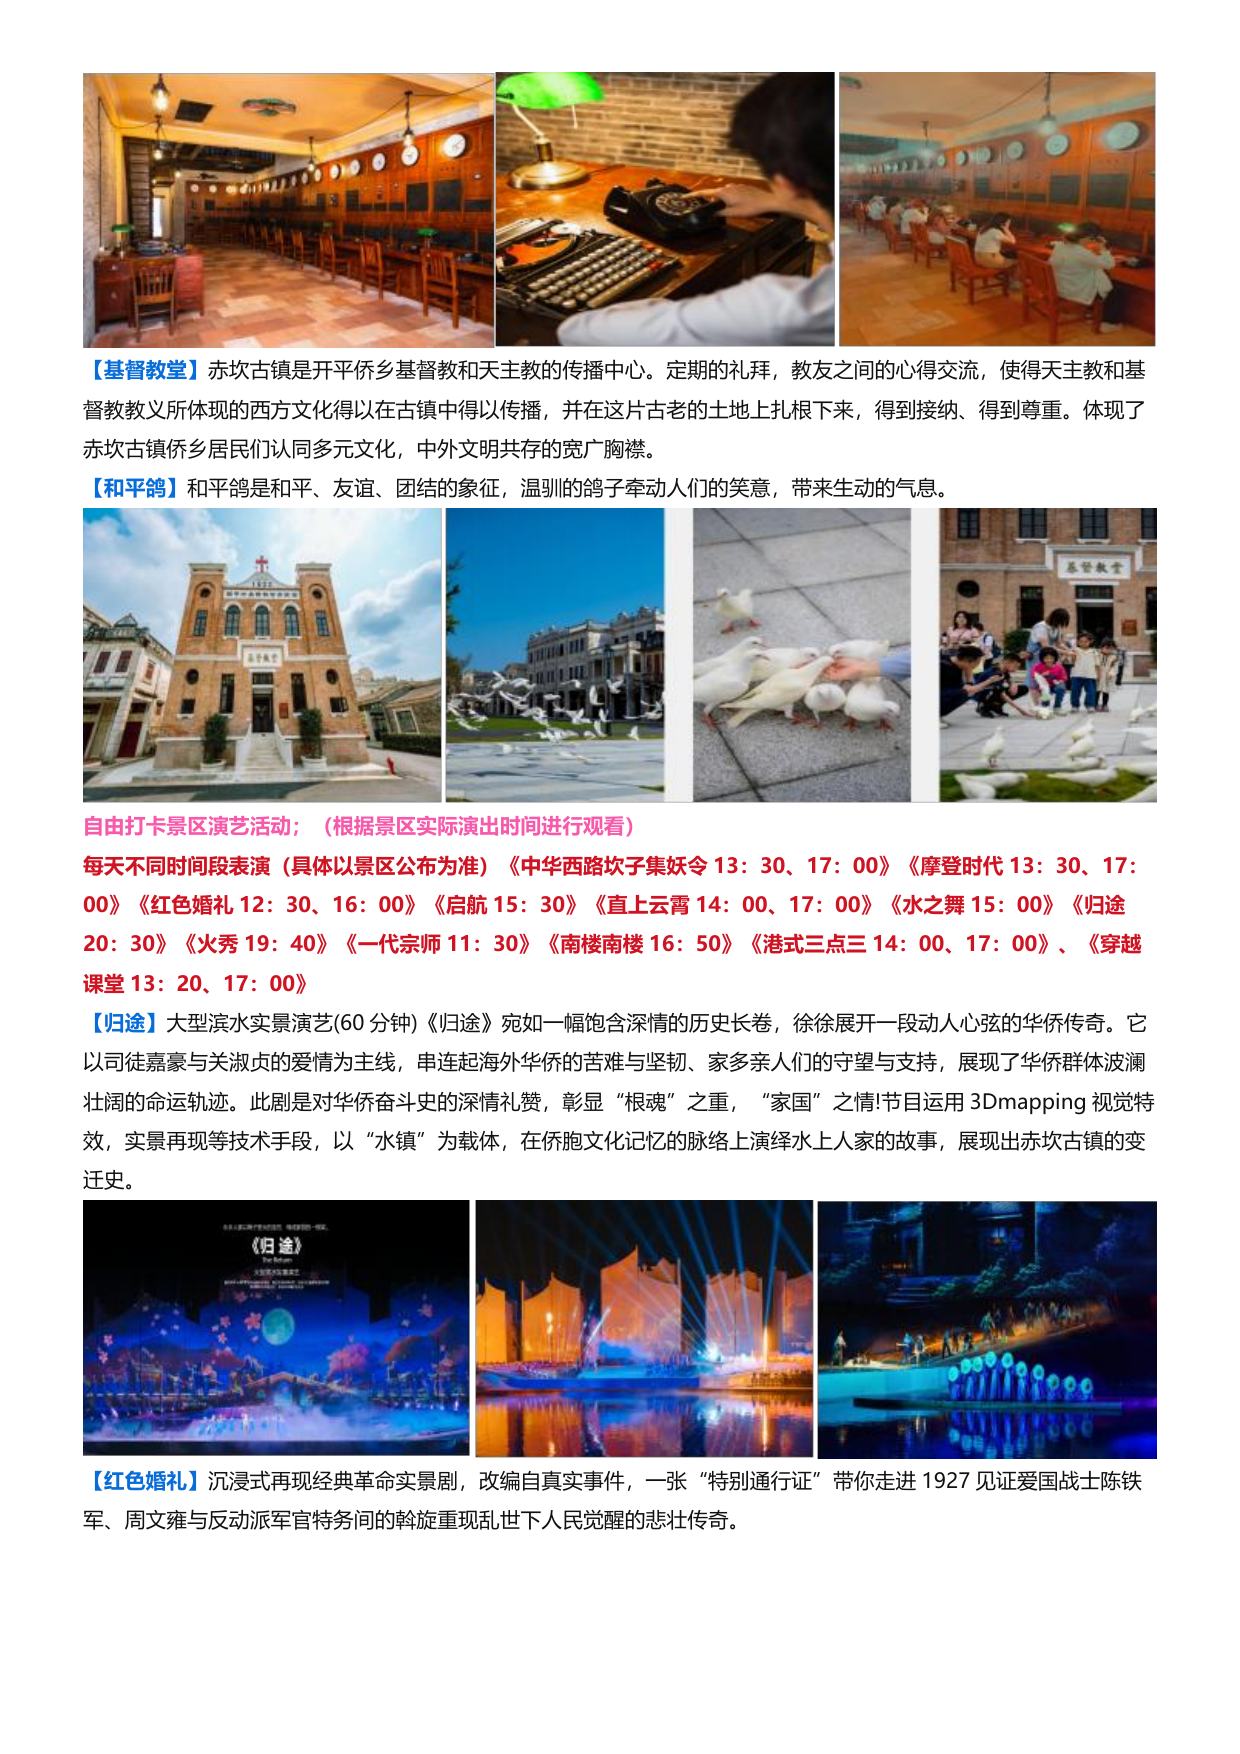 【基督教堂】赤坎古镇是开平侨乡基督教和天主教的传播中心。定期的礼拜，教友之间的心得交流，使得天主教和基
督教教义所体现的西方文化得以在古镇中得以传播，并在这片古老的土地上扎根下来，得到接纳、得到尊重。体现了
赤坎古镇侨乡居民们认同多元文化，中外文明共存的宽广胸襟。
【和平鸽】和平鸽是和平、友谊、团结的象征，温驯的鸽子牵动人们的笑意，带来生动的气息。
1922
基督教堂
基督教堂
自由打卡景区演艺活动；（根据景区实际演出时间进行观看）
每天不同时间段表演（具体以景区公布为准）《中华西路坎子集妖令 13：30、17：00》《摩登时代 13：30、17：
00》《红色婚礼 12：30、16：00》《启航 15：30》《直上云霄 14：00、17：00》《水之舞 15：00》《归途
20：30》《火秀 19：40》《一代宗师 11：30》《南楼南楼 16：50》《港式三点三 14：00、17：00》、《穿越
课堂 13：20、17：00》
【归途】大型滨水实景演艺(60 分钟)《归途》宛如一幅饱含深情的历史长卷，徐徐展开一段动人心弦的华侨传奇。它
以司徒嘉豪与关淑贞的爱情为主线，串连起海外华侨的苦难与坚韧、家乡亲人们的守望与支持，展现了华侨群体波澜
壮阔的命运轨迹。此剧是对华侨奋斗史的深情礼赞，彰显“根魂”之重，“家国”之情!节目运用 3Dmapping 视觉特
效，实景再现等技术手段，以“水镇”为载体，在侨胞文化记忆的脉络上演绎水上人家的故事，展现出赤坎古镇的变
迁史。
《归途》
The Return
【红色婚礼】沉浸式再现经典革命实景剧，改编自真实事件，一张“特别通行证”带你走进 1927 见证爱国战士陈铁
军、周文雍与反动派军官特务间的斡旋重现乱世下人民觉醒的悲壮传奇。